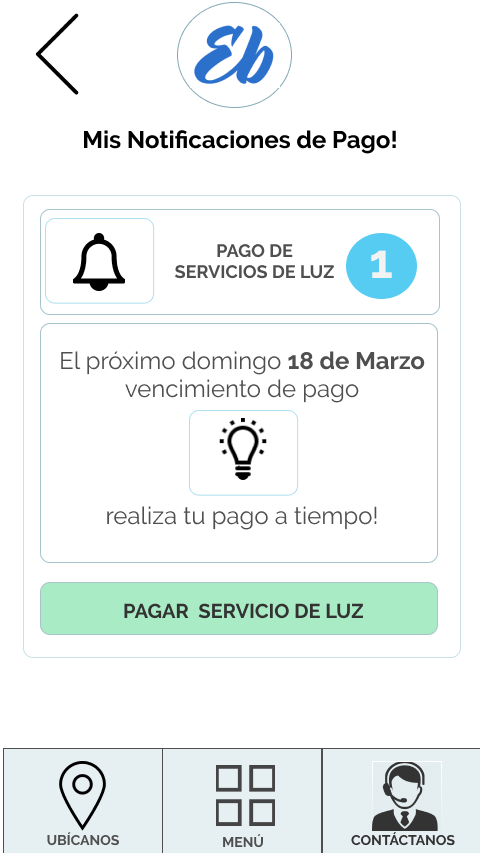 Eb
Mis Notificaciones de Pago!
PAGO DE
SERVICIOS DE LUZ
1
El próximo domingo 18 de Marzo
vencimiento de pago
realiza tu pago a tiempo!
PAGAR SERVICIO DE LUZ
UBÍCANOS
MENÚ
CONTÁCTANOS